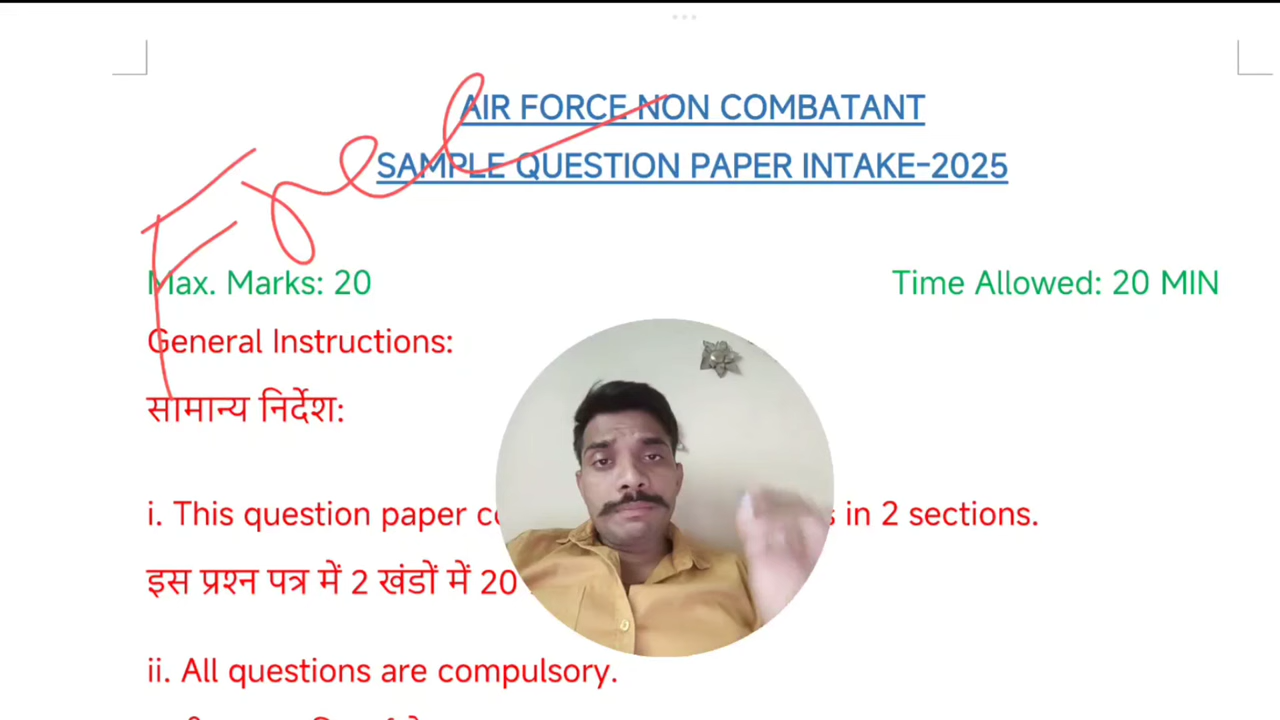 AIR FORCE NON COMBATANT
SAMPLE QUESTION PAPER INTAKE-2025
Free
Max. Marks: 20
Time Allowed: 20 MIN
General Instructions:
सामान्य निर्देश:
i. This question paper in 2 sections.
इस प्रश्न पत्र में 2 खंडों में 20
ii. All questions are compulsory.